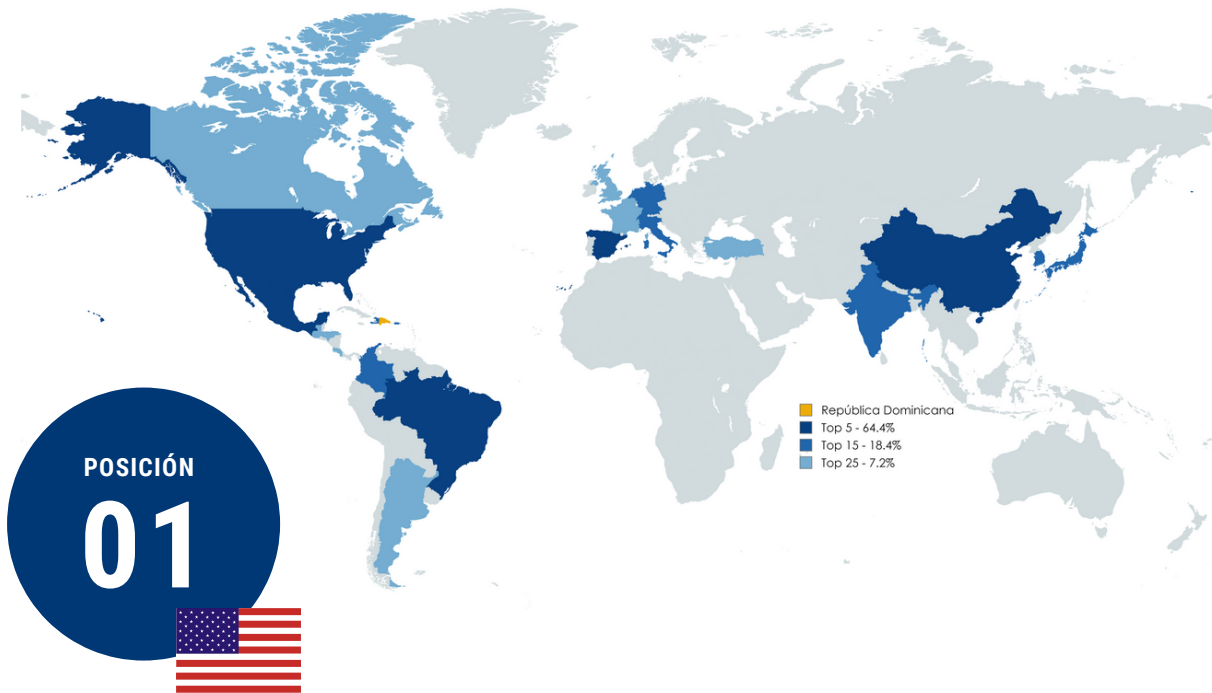 República Dominicana
Top 5 - 64.4%
Top 15 - 18.4%
Top 25 - 7.2%
POSICIÓN
01